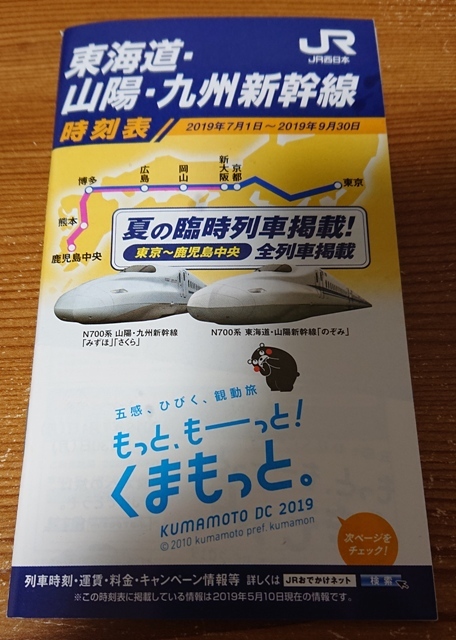 東海道・
山陽・九州新幹線
時刻表
2019年7月1日～2019年9月30日
JR
JR西日本
博多
広島
岡山
新大阪
京都
東京
熊本
鹿児島中央
夏の臨時列車掲載!
東京～鹿児島中央 全列車掲載
N700系 山陽・九州新幹線
「みずほ」「さくら」
N700系 東海道・山陽新幹線「のぞみ」
五感、ひびく、観動旅
もっと、もーーっと!
くまもっと。
KUMAMOTO DC 2019
©2010 kumamoto pref. kumamon
次ページを
チェック!
列車時刻・運賃・料金・キャンペーン情報等 詳しくは JRおでかけネット 検索
※この時刻表に掲載している情報は2019年5月10日現在の情報です。